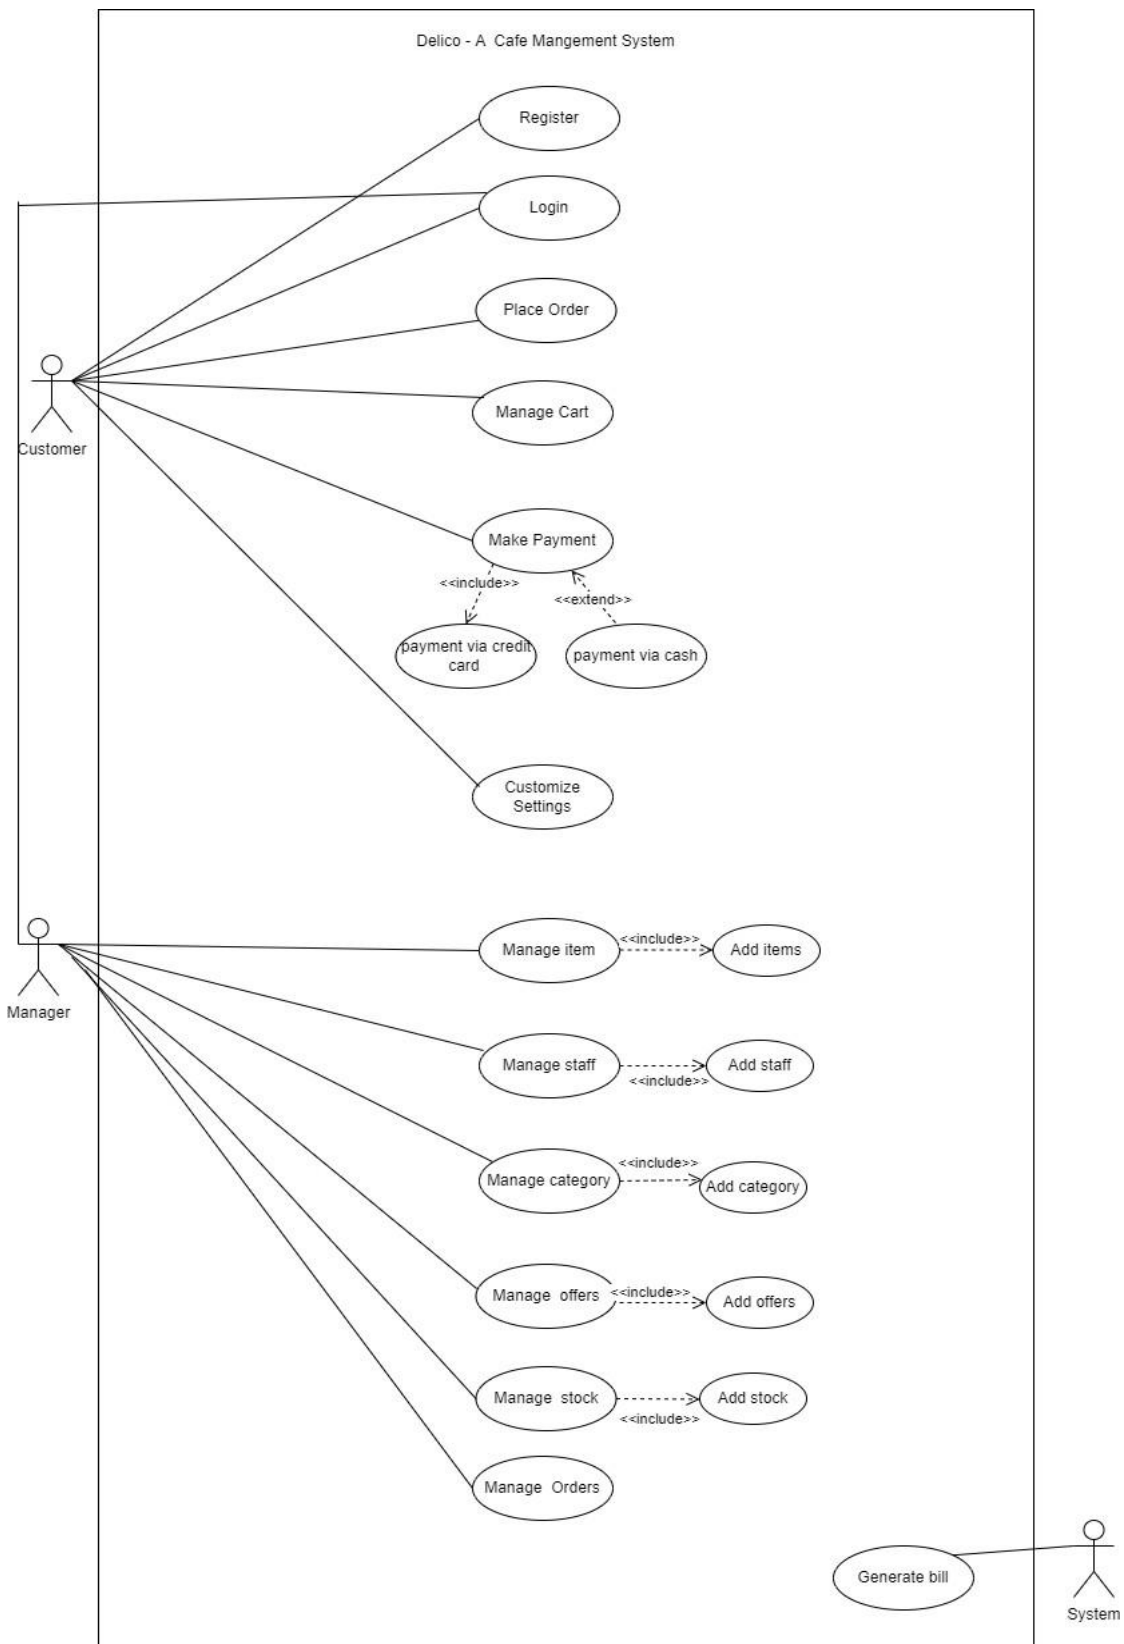 Delico - A Cafe Mangement System
Register
Login
Place Order
Customer
Manage Cart
Make Payment
<<include>>
<<extend>>
payment via credit
card
payment via cash
Customize
Settings
Manager
Manage item
<<include>>
Add items
Manage staff
<<include>>
Add staff
Manage category
<<include>>
Add category
Manage offers
<<include>>
Add offers
Manage stock
<<include>>
Add stock
Manage Orders
Generate bill
System